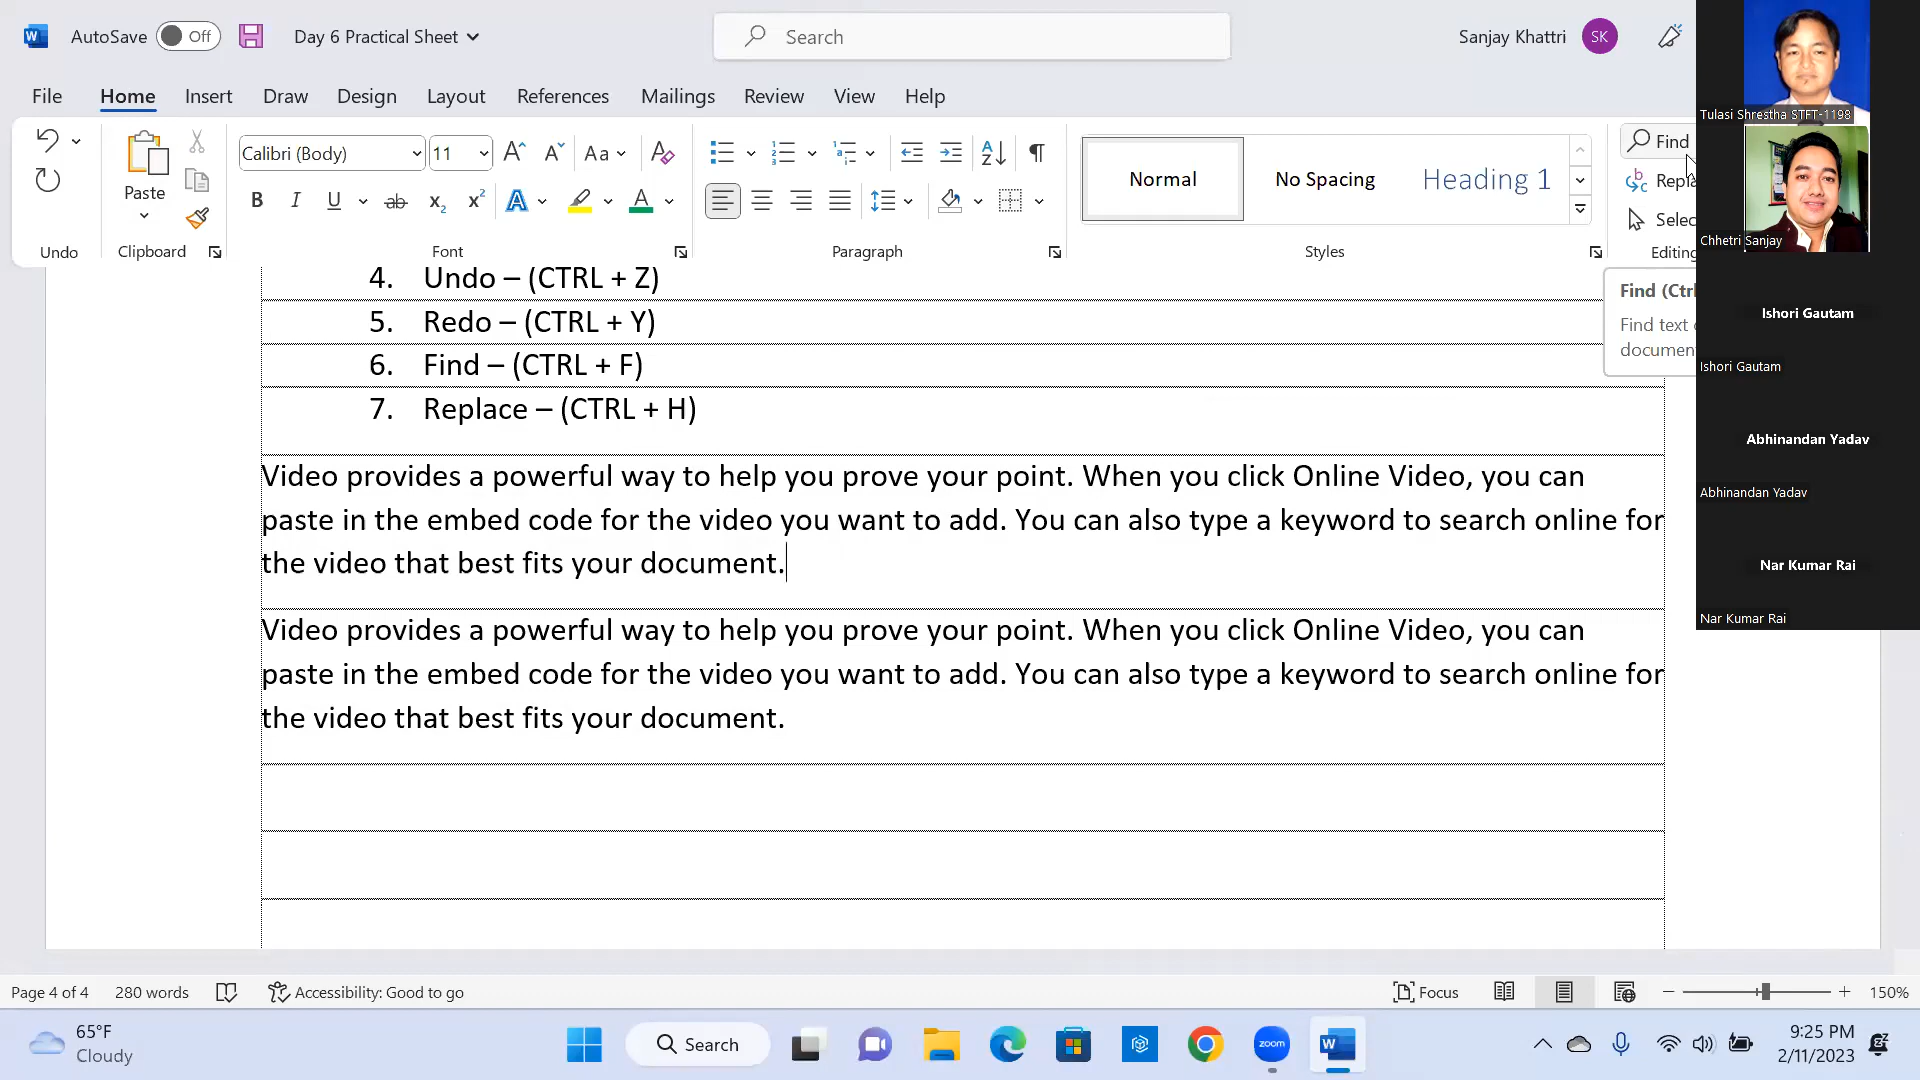 AutoSave Off Day 6 Practical Sheet Search Sanjay Khattri SK
File Home Insert Draw Design Layout References Mailings Review View Help
Undo
Paste
Clipboard
Calibri (Body) 11
Font
Paragraph
Normal No Spacing Heading 1
Styles
Find
Repla
Selec
Editing
Find (Ctrl
Find text
documen
4. Undo – (CTRL + Z)
5. Redo – (CTRL + Y)
6. Find – (CTRL + F)
7. Replace – (CTRL + H)
Video provides a powerful way to help you prove your point. When you click Online Video, you can
paste in the embed code for the video you want to add. You can also type a keyword to search online for
the video that best fits your document.
Video provides a powerful way to help you prove your point. When you click Online Video, you can
paste in the embed code for the video you want to add. You can also type a keyword to search online for
the video that best fits your document.
Tulasi Shrestha STFT-1198
Chhetri Sanjay
Ishori Gautam
Ishori Gautam
Abhinandan Yadav
Abhinandan Yadav
Nar Kumar Rai
Nar Kumar Rai
Page 4 of 4 280 words Accessibility: Good to go Focus 150%
65°F
Cloudy
Search
zoom
9:25 PM
2/11/2023